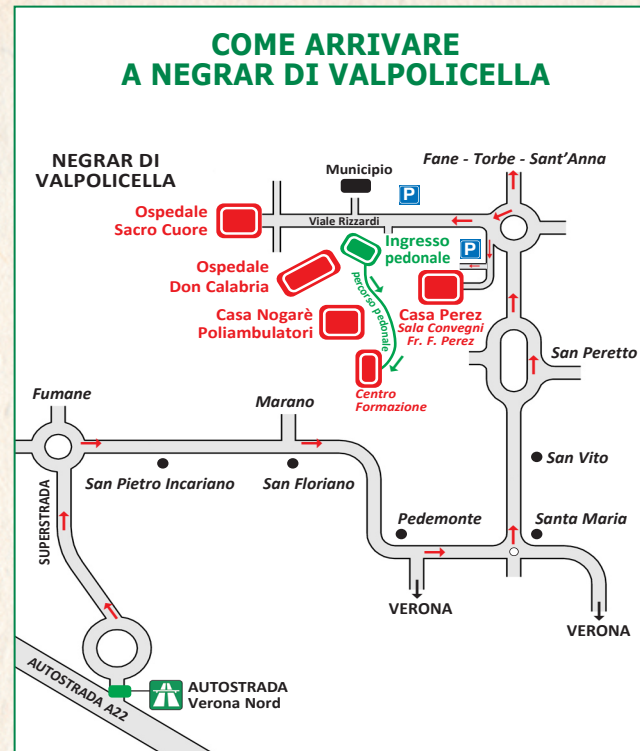 COME ARRIVARE
A NEGRAR DI VALPOLICELLA
NEGRAR DI
VALPOLICELLA
Municipio
P
Fane - Torbe - Sant'Anna
Ospedale
Sacro Cuore
Viale Rizzardi
Ingresso
pedonale
P
Ospedale
Don Calabria
percorso pedonale
Casa Nogarè
Poliambulatori
Casa Perez
Sala Convegni
Fr. F. Perez
San Peretto
Centro
Formazione
Fumane
Marano
San Pietro Incariano
San Floriano
San Vito
SUPERSTRADA
Pedemonte
Santa Maria
VERONA
VERONA
AUTOSTRADA A22
AUTOSTRADA
Verona Nord